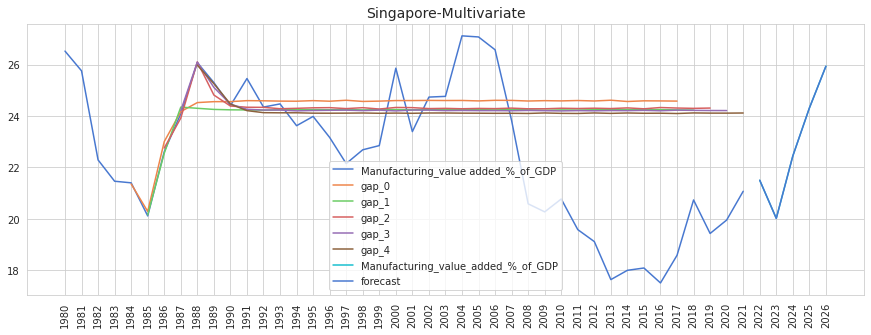 Singapore-Multivariate
26
24
22
20
18
Manufacturing_value added_%_of_GDP
gap_0
gap_1
gap_2
gap_3
gap_4
Manufacturing_value_added_%_of_GDP
forecast
1980 1981 1982 1983 1984 1985 1986 1987 1988 1989 1990 1991 1992 1993 1994 1995 1996 1997 1998 1999 2000 2001 2002 2003 2004 2005 2006 2007 2008 2009 2010 2011 2012 2013 2014 2015 2016 2017 2018 2019 2020 2021 2022 2023 2024 2025 2026